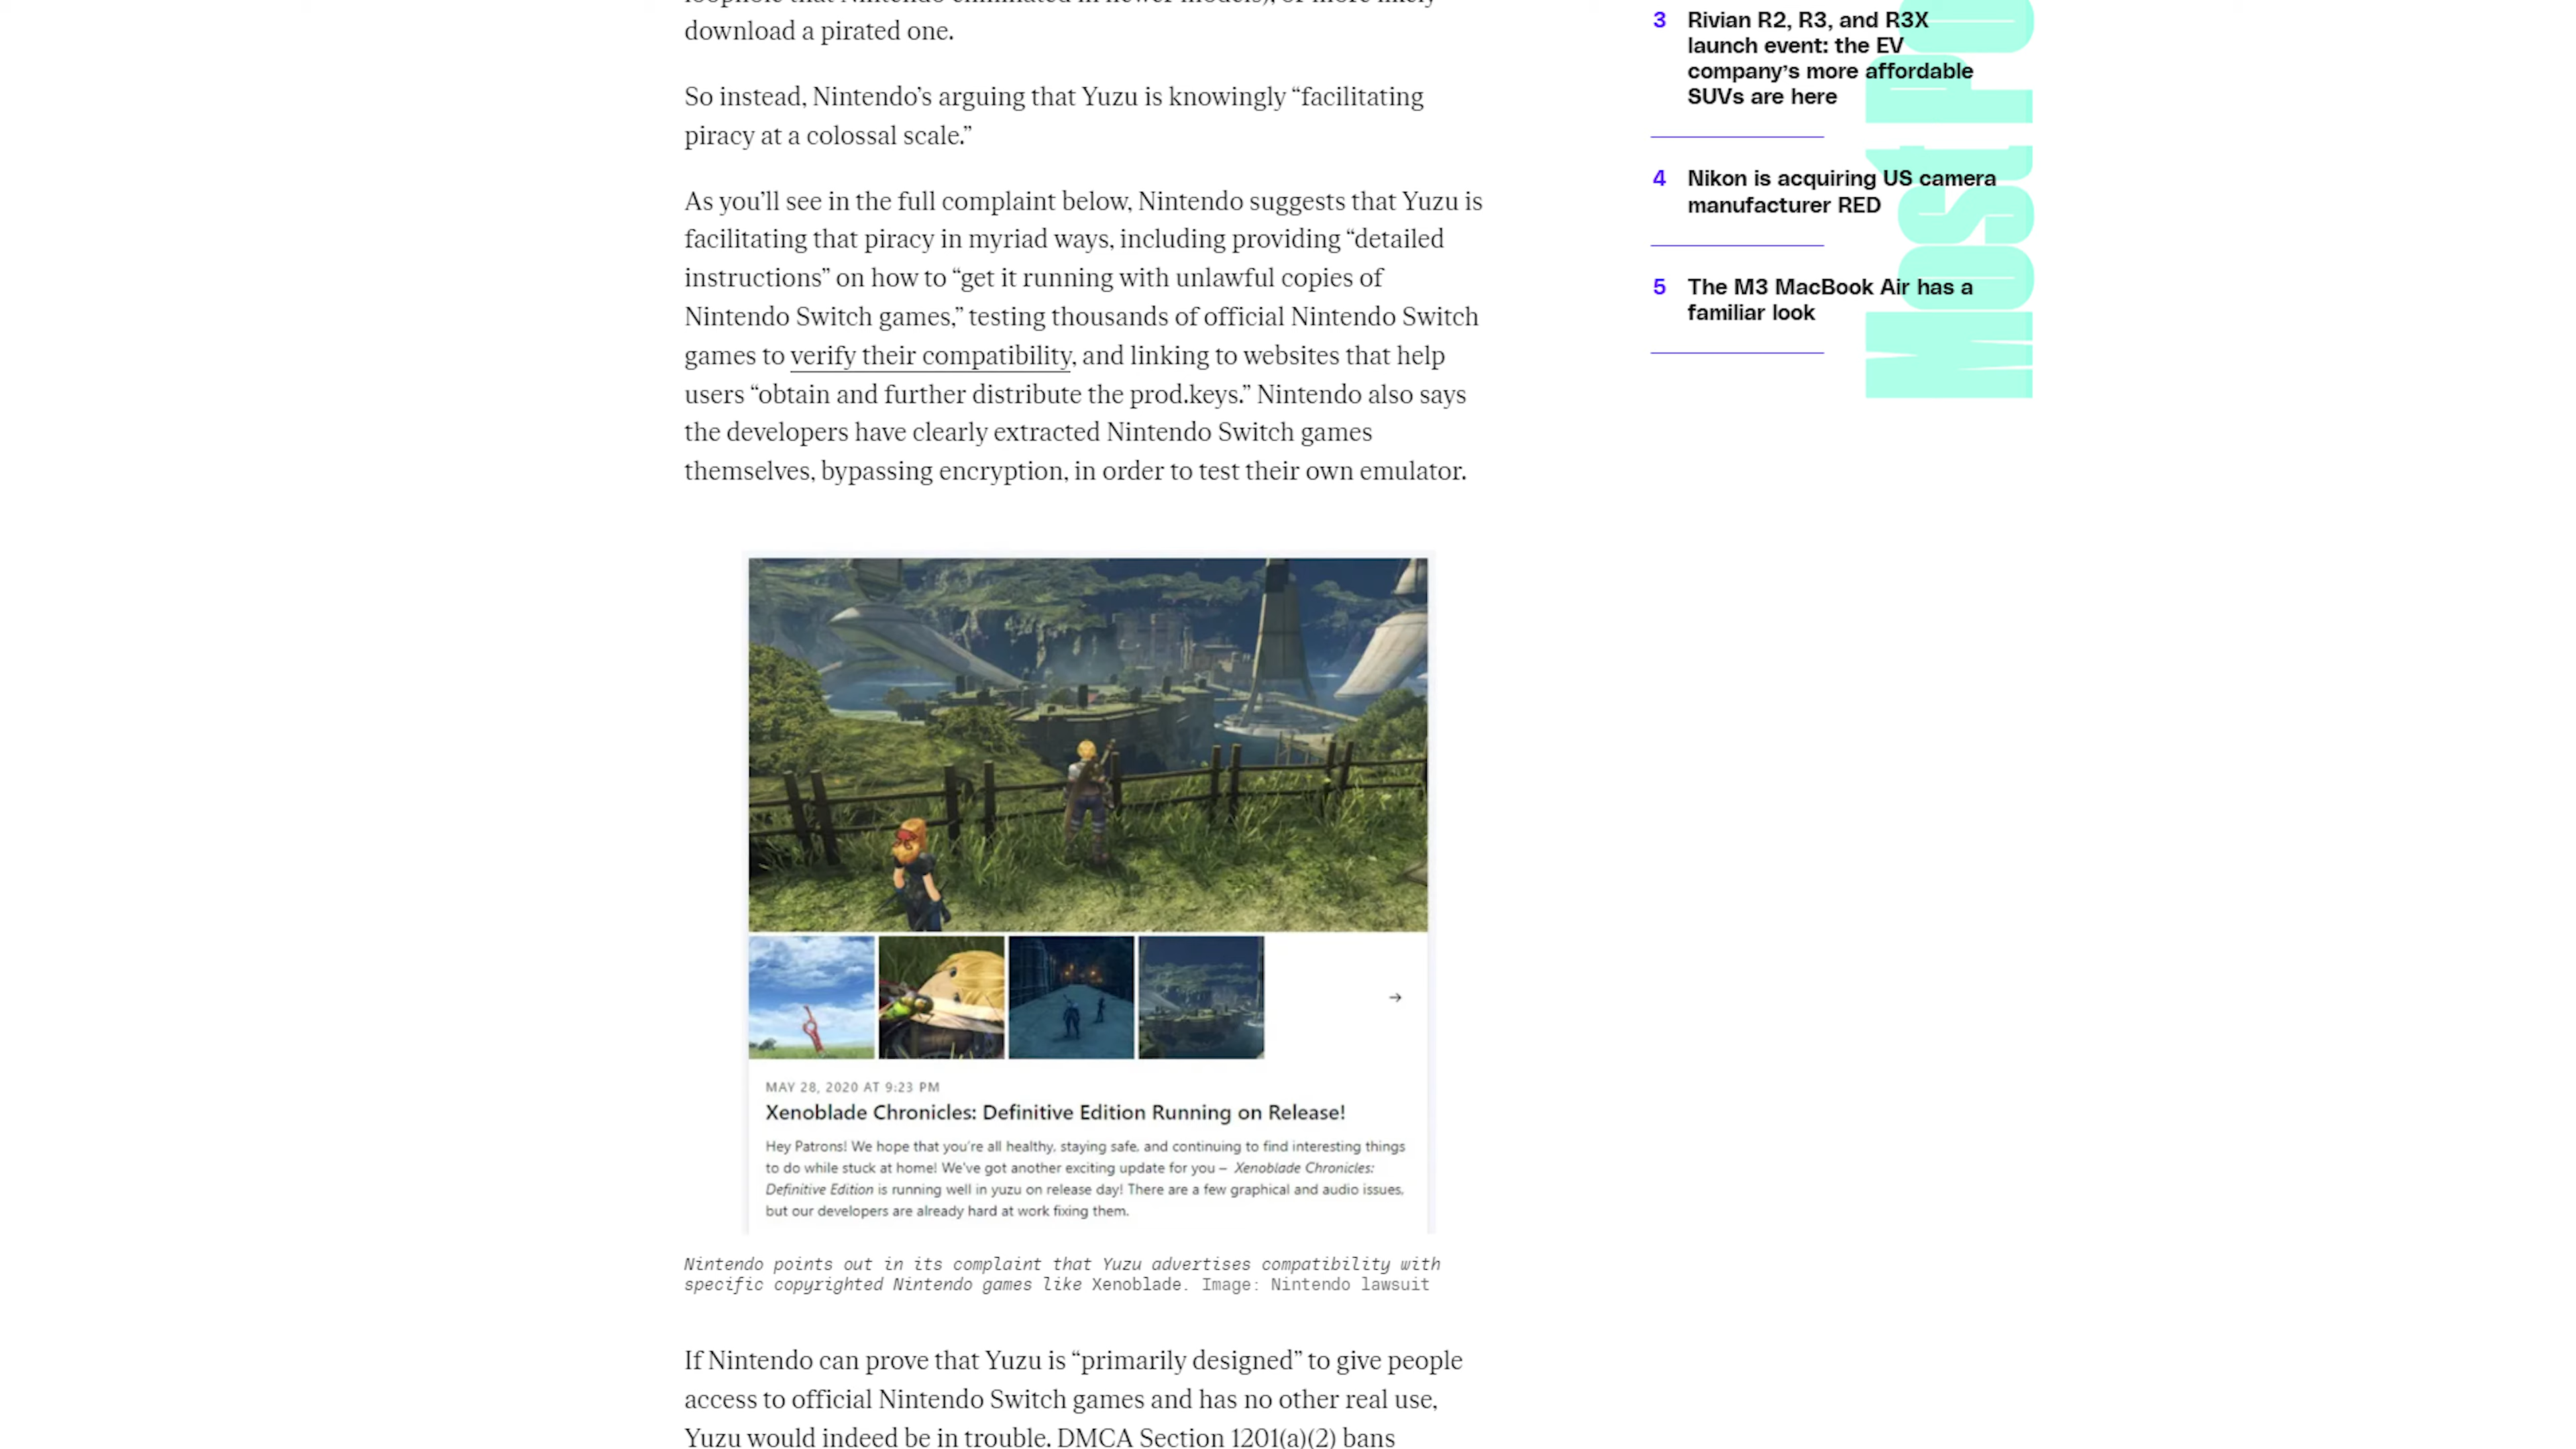 download a pirated one.
So instead, Nintendo’s arguing that Yuzu is knowingly “facilitating
piracy at a colossal scale.”
As you’ll see in the full complaint below, Nintendo suggests that Yuzu is
facilitating that piracy in myriad ways, including providing “detailed
instructions” on how to “get it running with unlawful copies of
Nintendo Switch games,” testing thousands of official Nintendo Switch
games to verify their compatibility, and linking to websites that help
users “obtain and further distribute the prod.keys.” Nintendo also says
the developers have clearly extracted Nintendo Switch games
themselves, bypassing encryption, in order to test their own emulator.
MAY 28, 2020 AT 9:23 PM
Xenoblade Chronicles: Definitive Edition Running on Release!
Hey Patrons! We hope that you’re all healthy, staying safe, and continuing to find interesting things
to do while stuck at home! We’ve got another exciting update for you – Xenoblade Chronicles:
Definitive Edition is running well in yuzu on release day! There are a few graphical and audio issues,
but our developers are already hard at work fixing them.
Nintendo points out in its complaint that Yuzu advertises compatibility with
specific copyrighted Nintendo games like Xenoblade. Image: Nintendo lawsuit
If Nintendo can prove that Yuzu is “primarily designed” to give people
access to official Nintendo Switch games and has no other real use,
Yuzu would indeed be in trouble. DMCA Section 1201(a)(2) bans
3 Rivian R2, R3, and R3X
launch event: the EV
company’s more affordable
SUVs are here
4 Nikon is acquiring US camera
manufacturer RED
5 The M3 MacBook Air has a
familiar look
Most